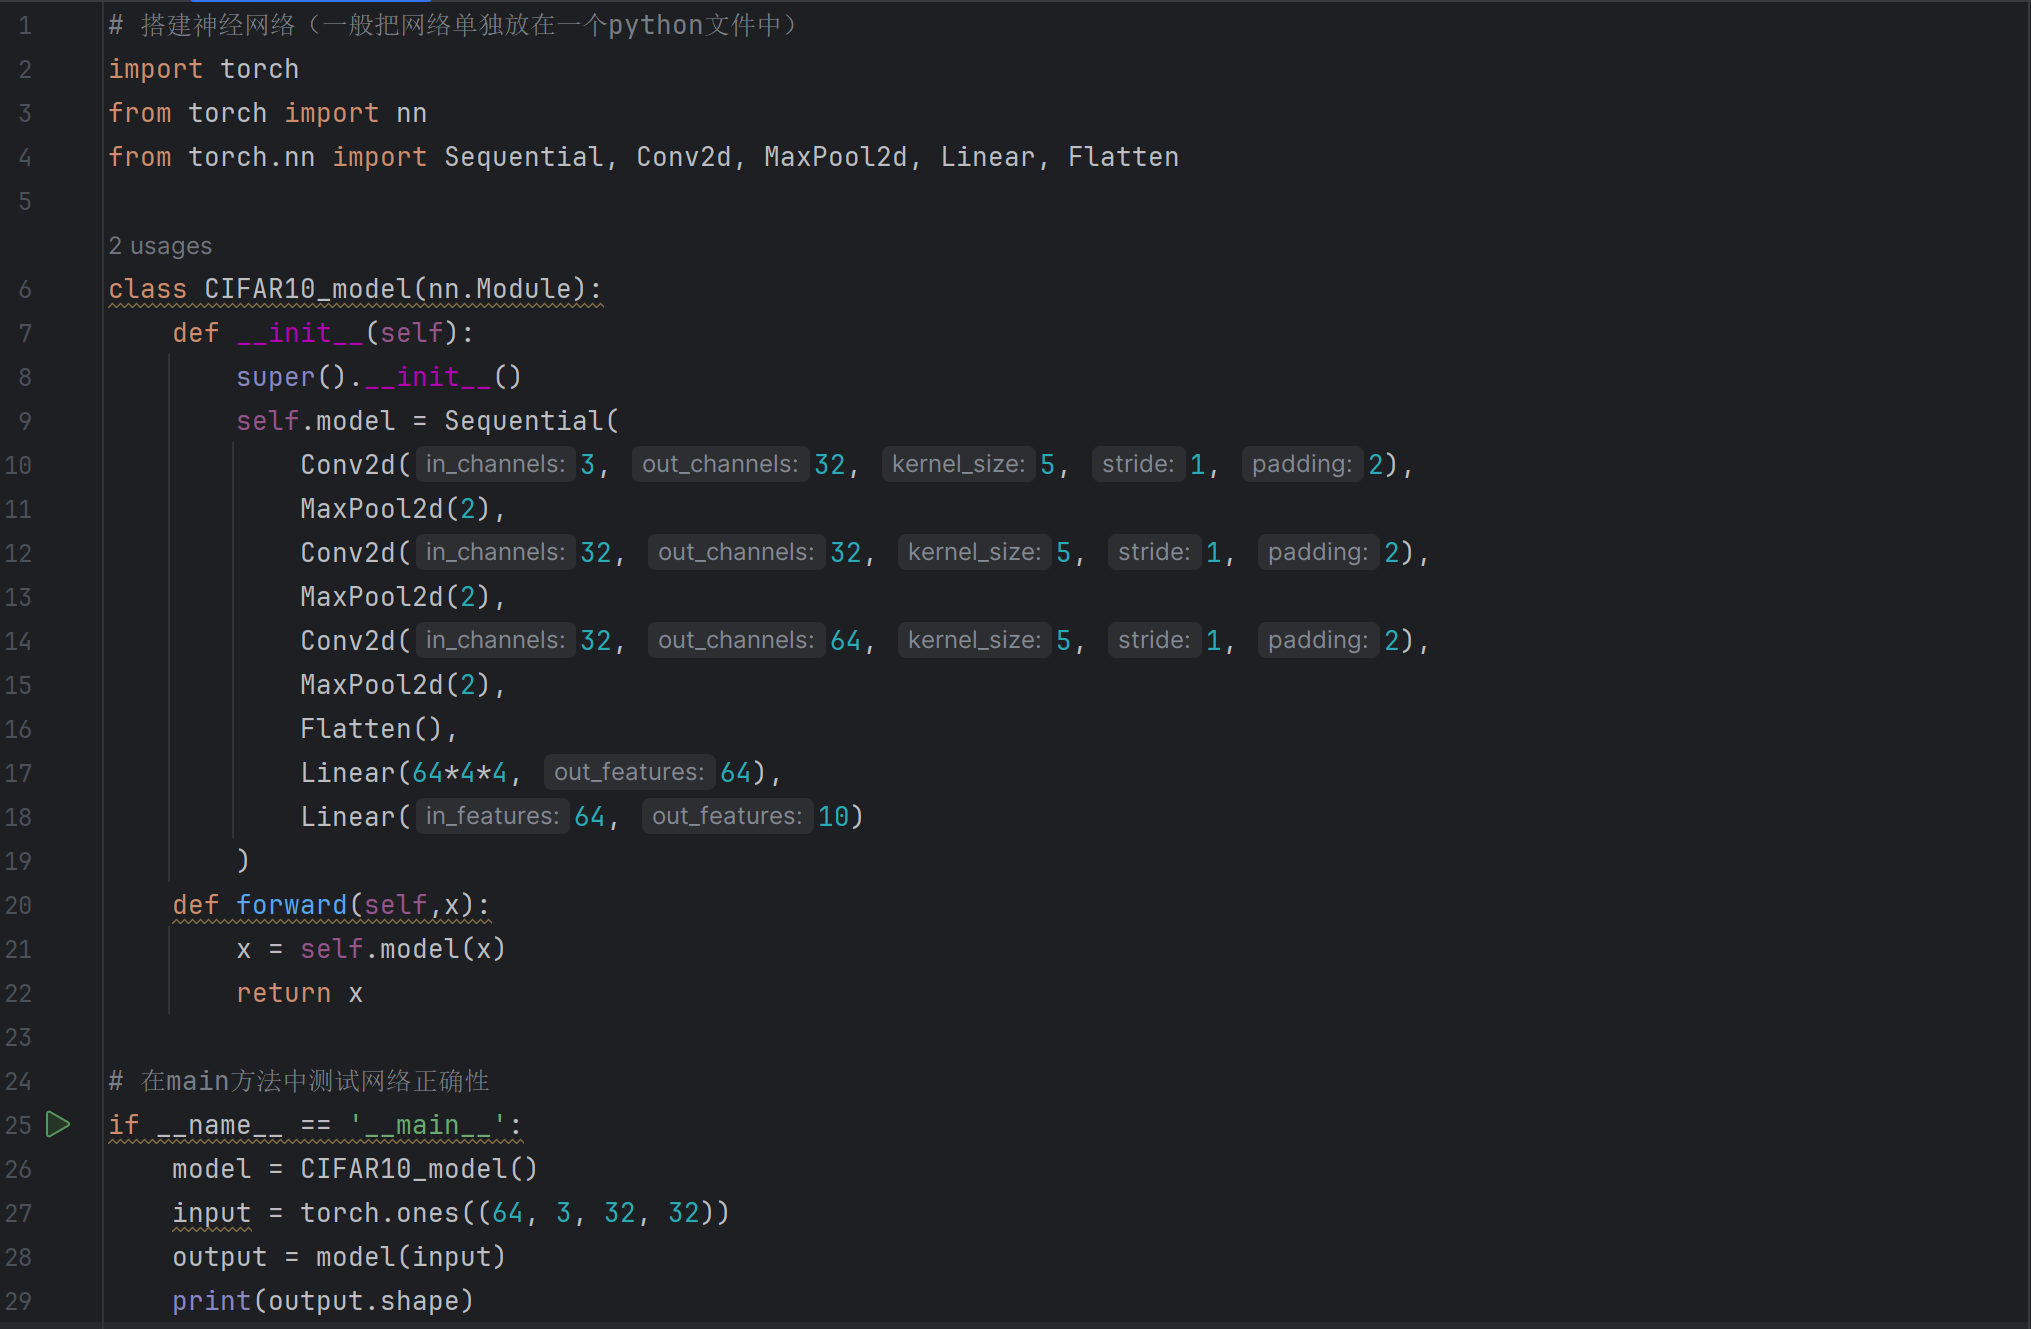 1 # 搭建神经网络（一般把网络单独放在一个python文件中）
2 import torch
3 from torch import nn
4 from torch.nn import Sequential, Conv2d, MaxPool2d, Linear, Flatten
5
2 usages
6 class CIFAR10_model(nn.Module):
7 def __init__(self):
8 super().__init__()
9 self.model = Sequential(
10 Conv2d( in_channels: 3, out_channels: 32, kernel_size: 5, stride: 1, padding: 2),
11 MaxPool2d(2),
12 Conv2d( in_channels: 32, out_channels: 32, kernel_size: 5, stride: 1, padding: 2),
13 MaxPool2d(2),
14 Conv2d( in_channels: 32, out_channels: 64, kernel_size: 5, stride: 1, padding: 2),
15 MaxPool2d(2),
16 Flatten(),
17 Linear(64*4*4, out_features: 64),
18 Linear( in_features: 64, out_features: 10)
19 )
20 def forward(self,x):
21 x = self.model(x)
22 return x
23
24 # 在main方法中测试网络正确性
25 if __name__ == '__main__':
26 model = CIFAR10_model()
27 input = torch.ones((64, 3, 32, 32))
28 output = model(input)
29 print(output.shape)